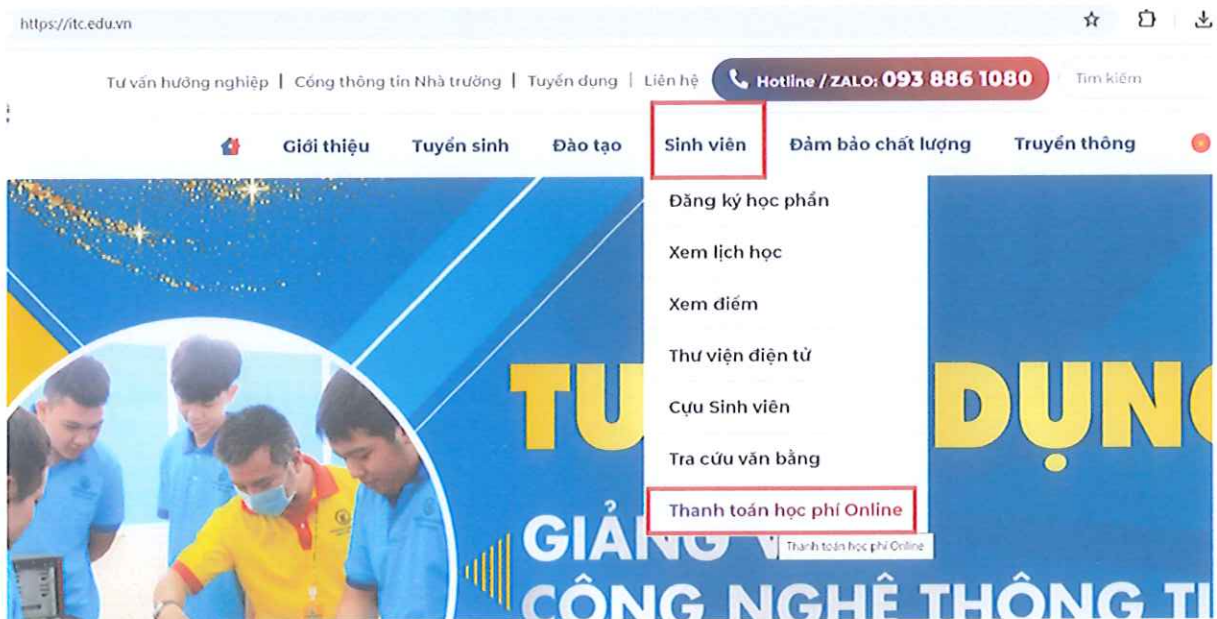 https://itc.edu.vn
Tư vấn hướng nghiệp | Cổng thông tin Nhà trường | Tuyển dụng | Liên hệ Hotline / ZALO: 093 886 1080 Tìm kiếm
Giới thiệu Tuyển sinh Đào tạo Sinh viên Đảm bảo chất lượng Truyền thông
Đăng ký học phần
Xem lịch học
Xem điểm
Thư viện điện tử
Cựu Sinh viên
Tra cứu văn bằng
Thanh toán học phí Online
Thanh toán học phí Online
TU DỤNG
GIẢNG V
CÔNG NGHỆ THÔNG TI